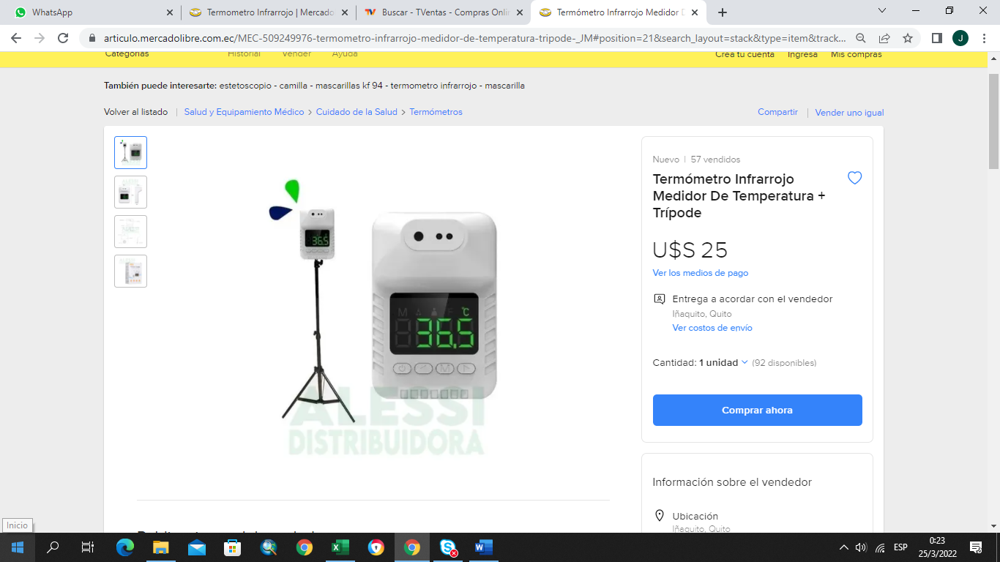 WhatsApp
Termometro Infrarrojo | Mercado
Buscar - TVentas - Compras Onlin
Termómetro Infrarrojo Medidor D
articulo.mercadolibre.com.ec/MEC-509249976-termometro-infrarrojo-medidor-de-temperatura-tripode-_JM#position=21&search_layout=stack&type=item&track...
J
Categorías Historial Vender Ayuda Crea tu cuenta Ingresa Mis compras
También puede interesarte: estetoscopio - camilla - mascarillas kf 94 - termometro infrarrojo - mascarilla
Volver al listado | Salud y Equipamiento Médico > Cuidado de la Salud > Termómetros
Compartir | Vender uno igual
36,5
M F °C
36,5
ALESSI
DISTRIBUIDORA
Nuevo | 57 vendidos
Termómetro Infrarrojo
Medidor De Temperatura +
Trípode
U$S 25
Ver los medios de pago
Entrega a acordar con el vendedor
Iñaquito, Quito
Ver costos de envío
Cantidad: 1 unidad (92 disponibles)
Comprar ahora
Información sobre el vendedor
Ubicación
Iñaquito, Quito
Inicio
ESP
0:23
25/3/2022